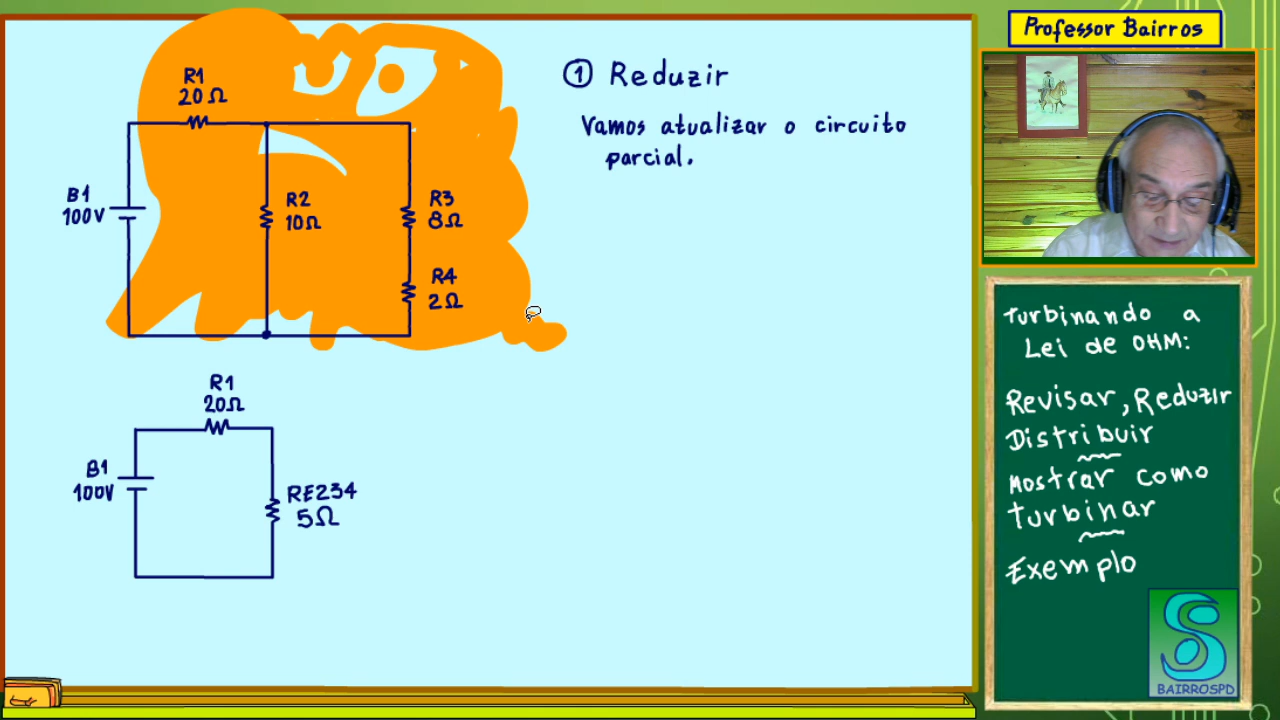 R1
20Ω
B1
100V
R2
10Ω
R3
8Ω
R4
2Ω
R1
20Ω
B1
100V
RE234
5Ω
① Reduzir
Vamos atualizar o circuito
parcial.
Professor Bairros
Turbinando a
Lei de OHM:
Revisar, Reduzir
Distribuir
Mostrar como
turbinar
Exemplo
BAIRROSPD